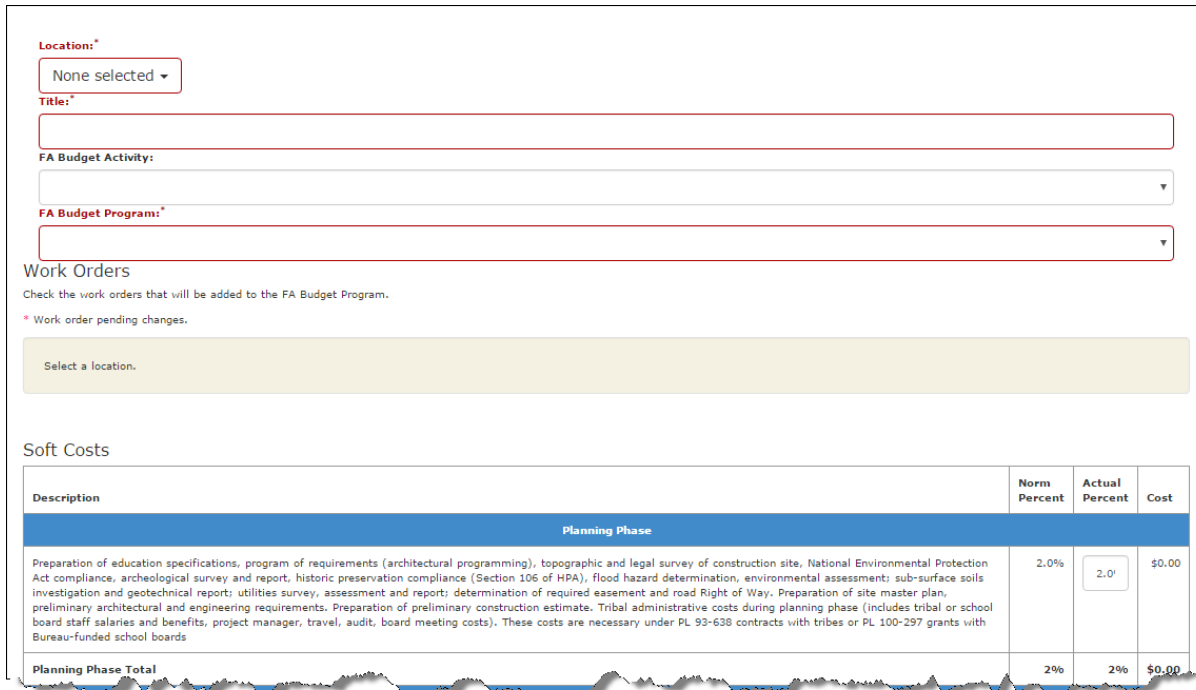 Location:*
None selected
Title:*
FA Budget Activity:
FA Budget Program:*
Work Orders
Check the work orders that will be added to the FA Budget Program.
* Work order pending changes.
Select a location.
Soft Costs
Description Norm Percent Actual Percent Cost
Planning Phase
Preparation of education specifications, program of requirements (architectural programming), topographic and legal survey of construction site, National Environmental Protection 2.0% 2.0' $0.00
Act compliance, archeological survey and report, historic preservation compliance (Section 106 of HPA), flood hazard determination, environmental assessment; sub-surface soils
investigation and geotechnical report; utilities survey, assessment and report; determination of required easement and road Right of Way. Preparation of site master plan,
preliminary architectural and engineering requirements. Preparation of preliminary construction estimate. Tribal administrative costs during planning phase (includes tribal or school
board staff salaries and benefits, project manager, travel, audit, board meeting costs). These costs are necessary under PL 93-638 contracts with tribes or PL 100-297 grants with
Bureau-funded school boards
Planning Phase Total 2% 2% $0.00